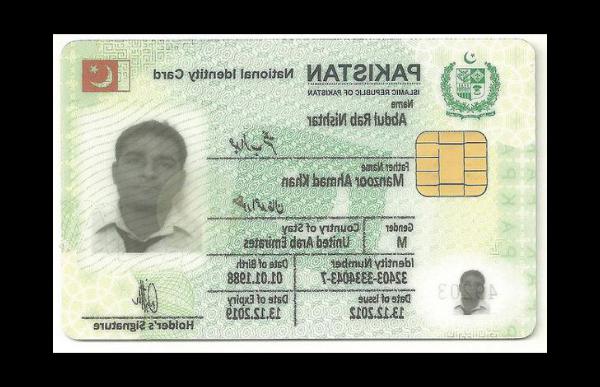 PAKISTAN National Identity Card
ISLAMIC REPUBLIC OF PAKISTAN
Name
Abdul Rab Nishtar
Father Name
Manzoor Ahmad Khan
Gender Country of Stay
M United Arab Emirates
Identity Number Date of Birth
32403-3334043-7 01.01.1988
Date of Issue Date of Expiry
13.12.2012 13.12.2019
Holder's Signature